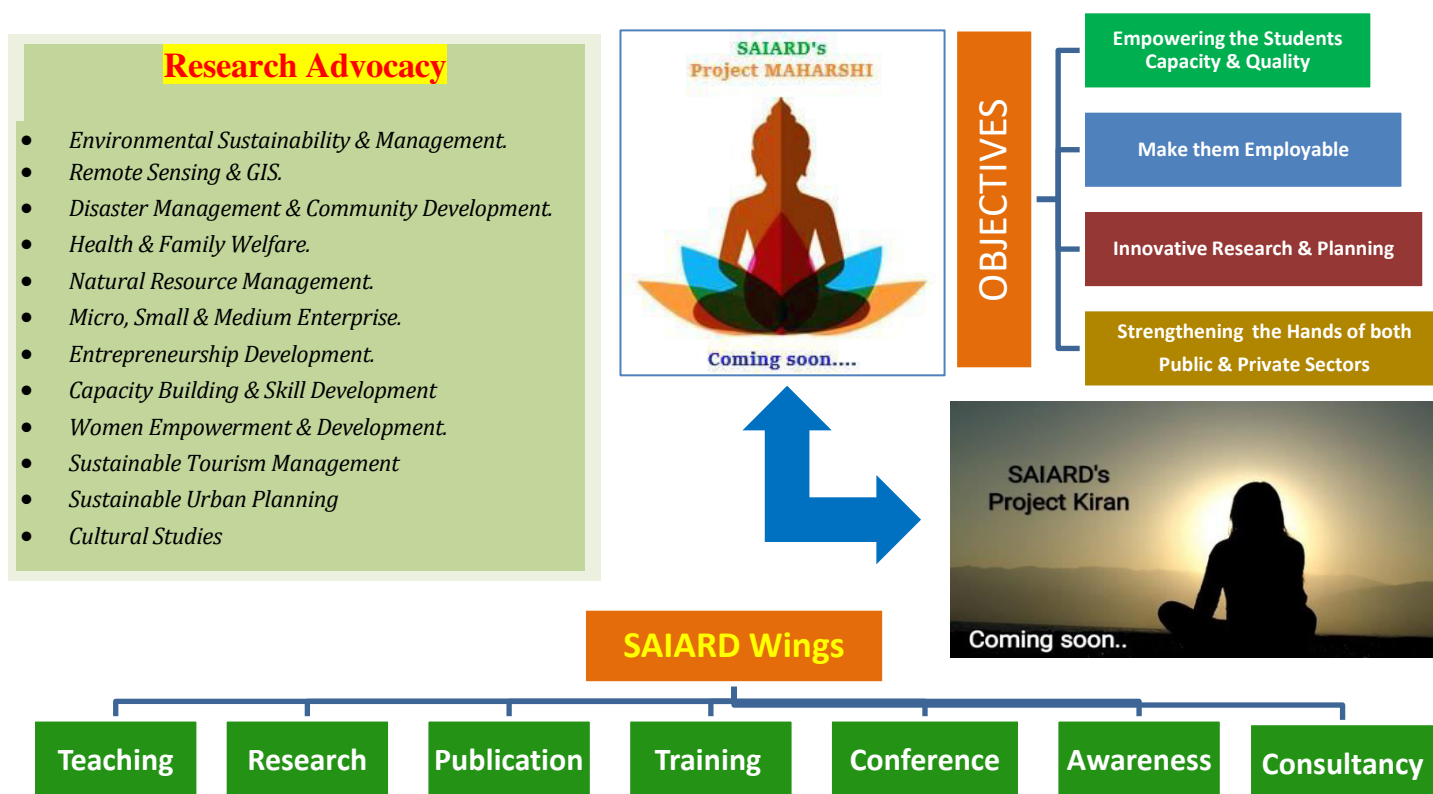 Research Advocacy
• Environmental Sustainability & Management.
• Remote Sensing & GIS.
• Disaster Management & Community Development.
• Health & Family Welfare.
• Natural Resource Management.
• Micro, Small & Medium Enterprise.
• Entrepreneurship Development.
• Capacity Building & Skill Development
• Women Empowerment & Development.
• Sustainable Tourism Management
• Sustainable Urban Planning
• Cultural Studies
SAIARD's
Project MAHARSHI
Coming soon....
OBJECTIVES
Empowering the Students
Capacity & Quality
Make them Employable
Innovative Research & Planning
Strengthening the Hands of both
Public & Private Sectors
SAIARD's
Project Kiran
Coming soon..
SAIARD Wings
Teaching
Research
Publication
Training
Conference
Awareness
Consultancy